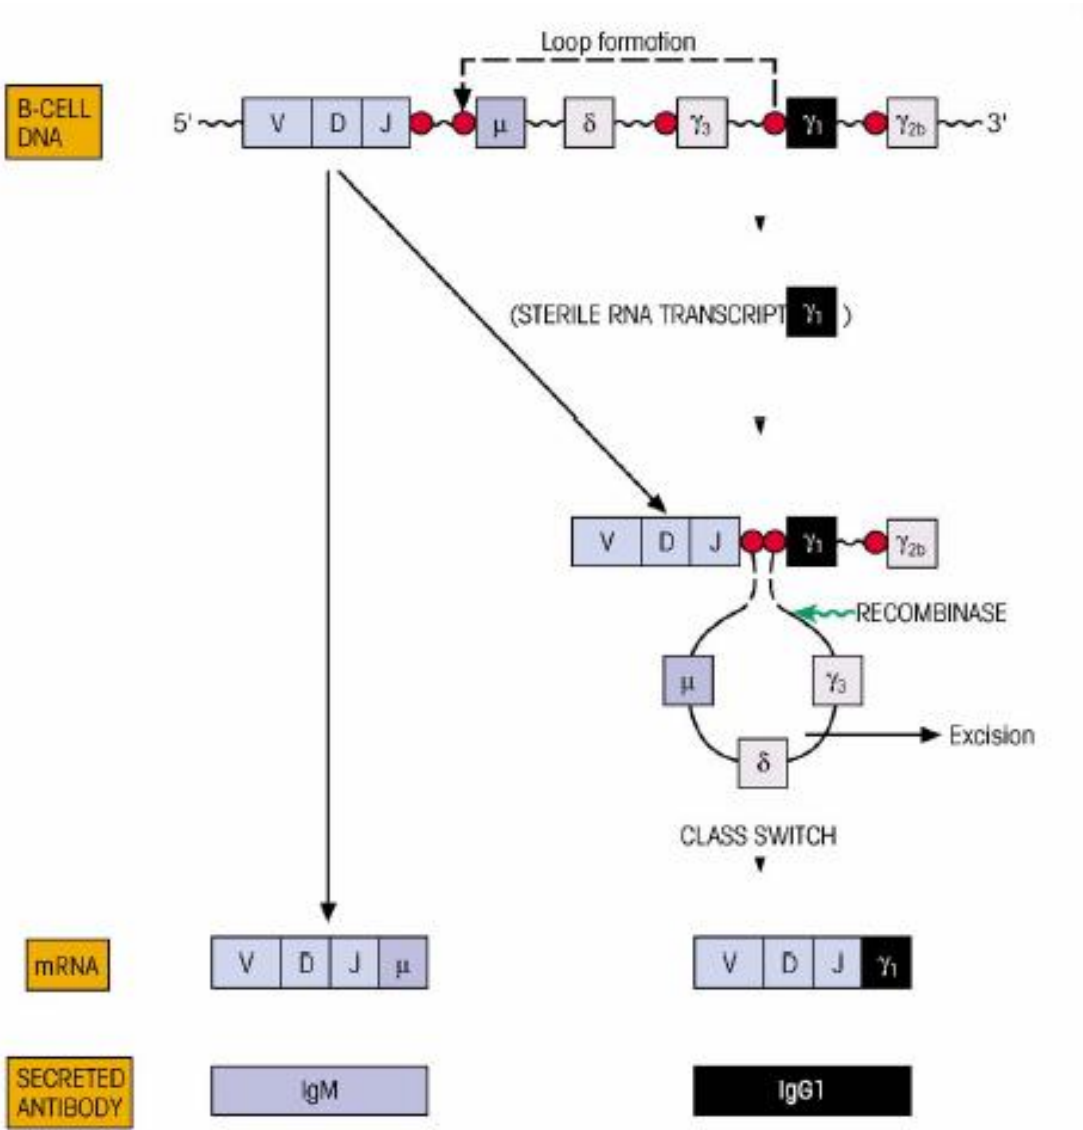 Loop formation
B-CELL
DNA
5' V D J μ δ γ3 γ1 γ2b 3'
(STERILE RNA TRANSCRIPT γ1 )
V D J γ1 γ2b
RECOMBINASE
μ γ3
Excision
δ
CLASS SWITCH
mRNA
V D J μ
V D J γ1
SECRETED
ANTIBODY
IgM
IgG1